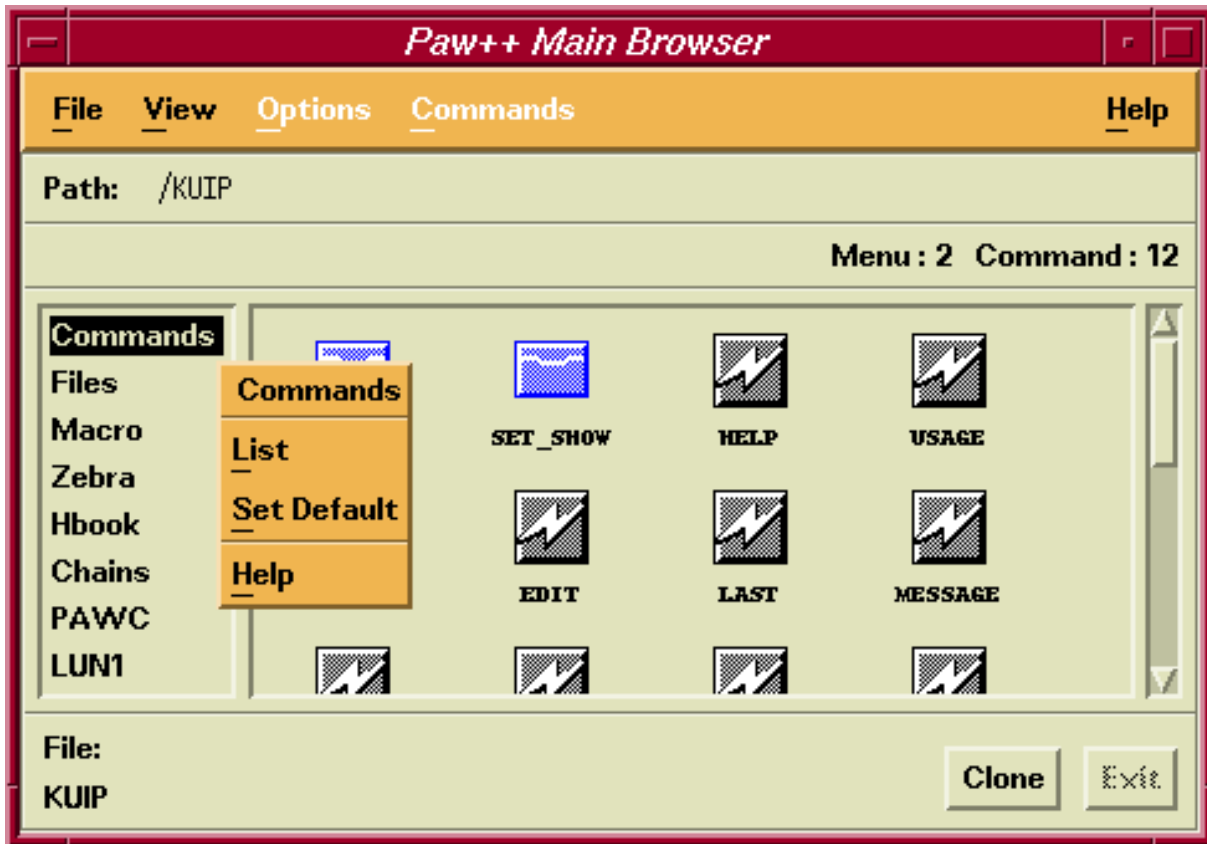 Paw++ Main Browser
File View Options Commands Help
Path: /KUIP
Menu : 2 Command : 12
Commands
Files
Macro
Zebra
Hbook
Chains
PAWC
LUN1
Commands
List
Set Default
Help
SET_SHOW HELP USAGE
EDIT LAST MESSAGE
File:
KUIP
Clone Exit